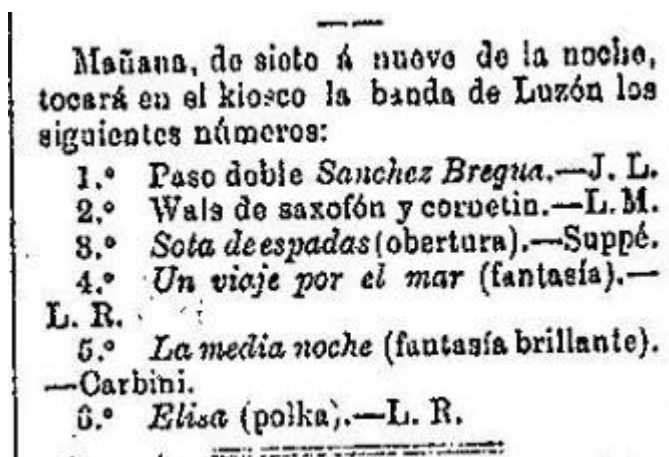 Mañana, de siete á nueve de la noche,
tocará en el kiosco la banda de Luzón los
siguientes números:
1.º Paso doble Sanchez Bregua.—J. L.
2.º Wals de saxofón y cornetin.—L. M.
3.º Sota de espadas (obertura).—Suppé.
4.º Un viaje por el mar (fantasía).—
L. R.
5.º La media noche (fantasía brillante).
—Carbini.
6.º Elisa (polka).—L. R.